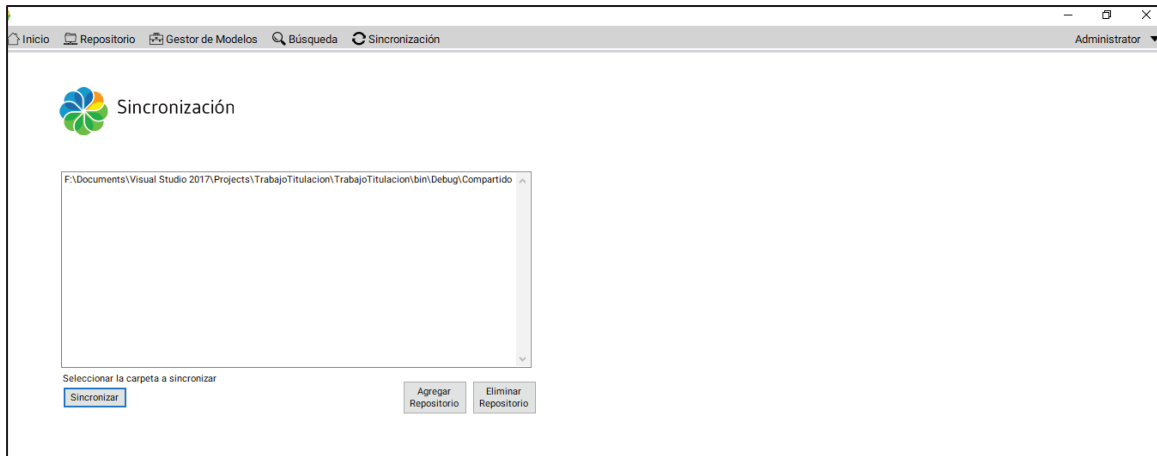 Inicio Repositorio Gestor de Modelos Búsqueda Sincronización Administrator
Sincronización
F:\Documents\Visual Studio 2017\Projects\TrabajoTitulacion\TrabajoTitulacion\bin\Debug\Compartido
Seleccionar la carpeta a sincronizar
Sincronizar
Agregar
Repositorio
Eliminar
Repositorio